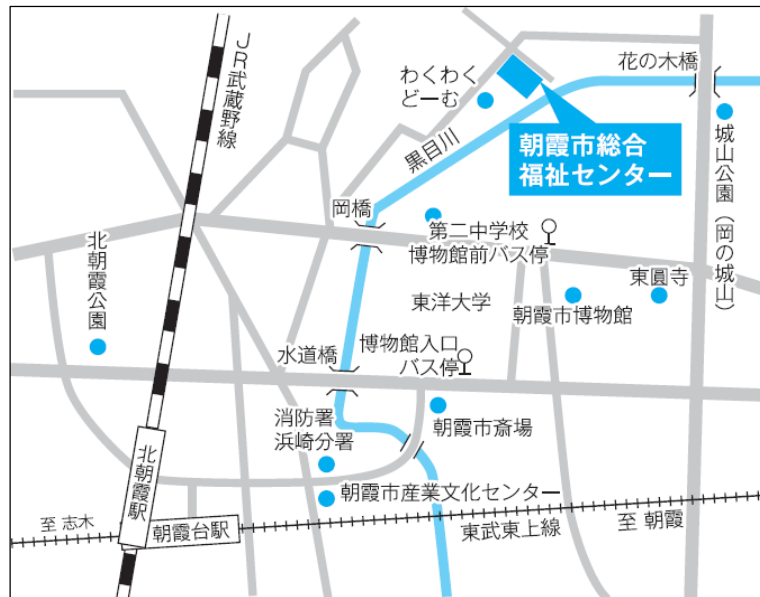 JR武蔵野線
わくわく
どーむ
花の木橋
黒目川
朝霞市総合
福祉センター
城山公園（岡の城山）
岡橋
第二中学校
博物館前バス停
北朝霞公園
東洋大学
東圓寺
朝霞市博物館
水道橋
博物館入口
バス停
消防署
浜崎分署
朝霞市斎場
北朝霞駅
朝霞市産業文化センター
至 志木
朝霞台駅
東武東上線
至 朝霞